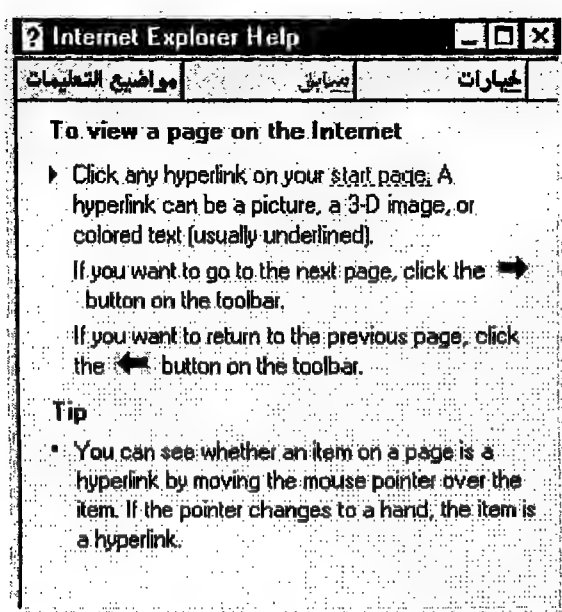 Internet Explorer Help
مواضيع التعليمات سابق خيارات
To view a page on the Internet
Click any hyperlink on your start page. A
hyperlink can be a picture, a 3-D image, or
colored text (usually underlined).
If you want to go to the next page, click the
button on the toolbar.
If you want to return to the previous page, click
the button on the toolbar.
Tip
• You can see whether an item on a page is a
hyperlink by moving the mouse pointer over the
item. If the pointer changes to a hand, the item is
a hyperlink.